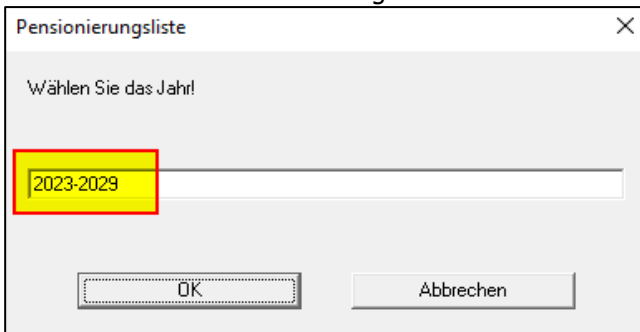 Pensionierungsliste
Wählen Sie das Jahr!
2023-2029
OK
Abbrechen